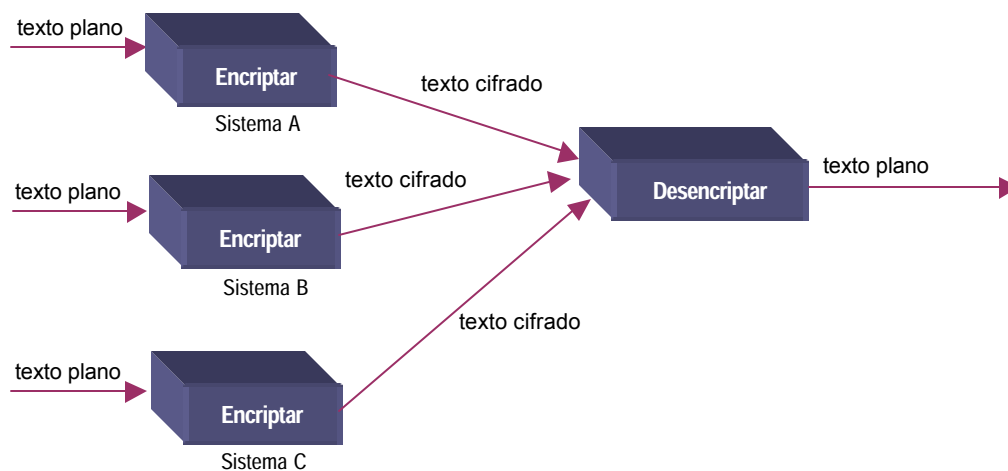 texto plano
Encriptar
Sistema A
texto cifrado
texto plano
Encriptar
Sistema B
texto cifrado
texto plano
Encriptar
Sistema C
texto cifrado
Desencriptar
texto plano